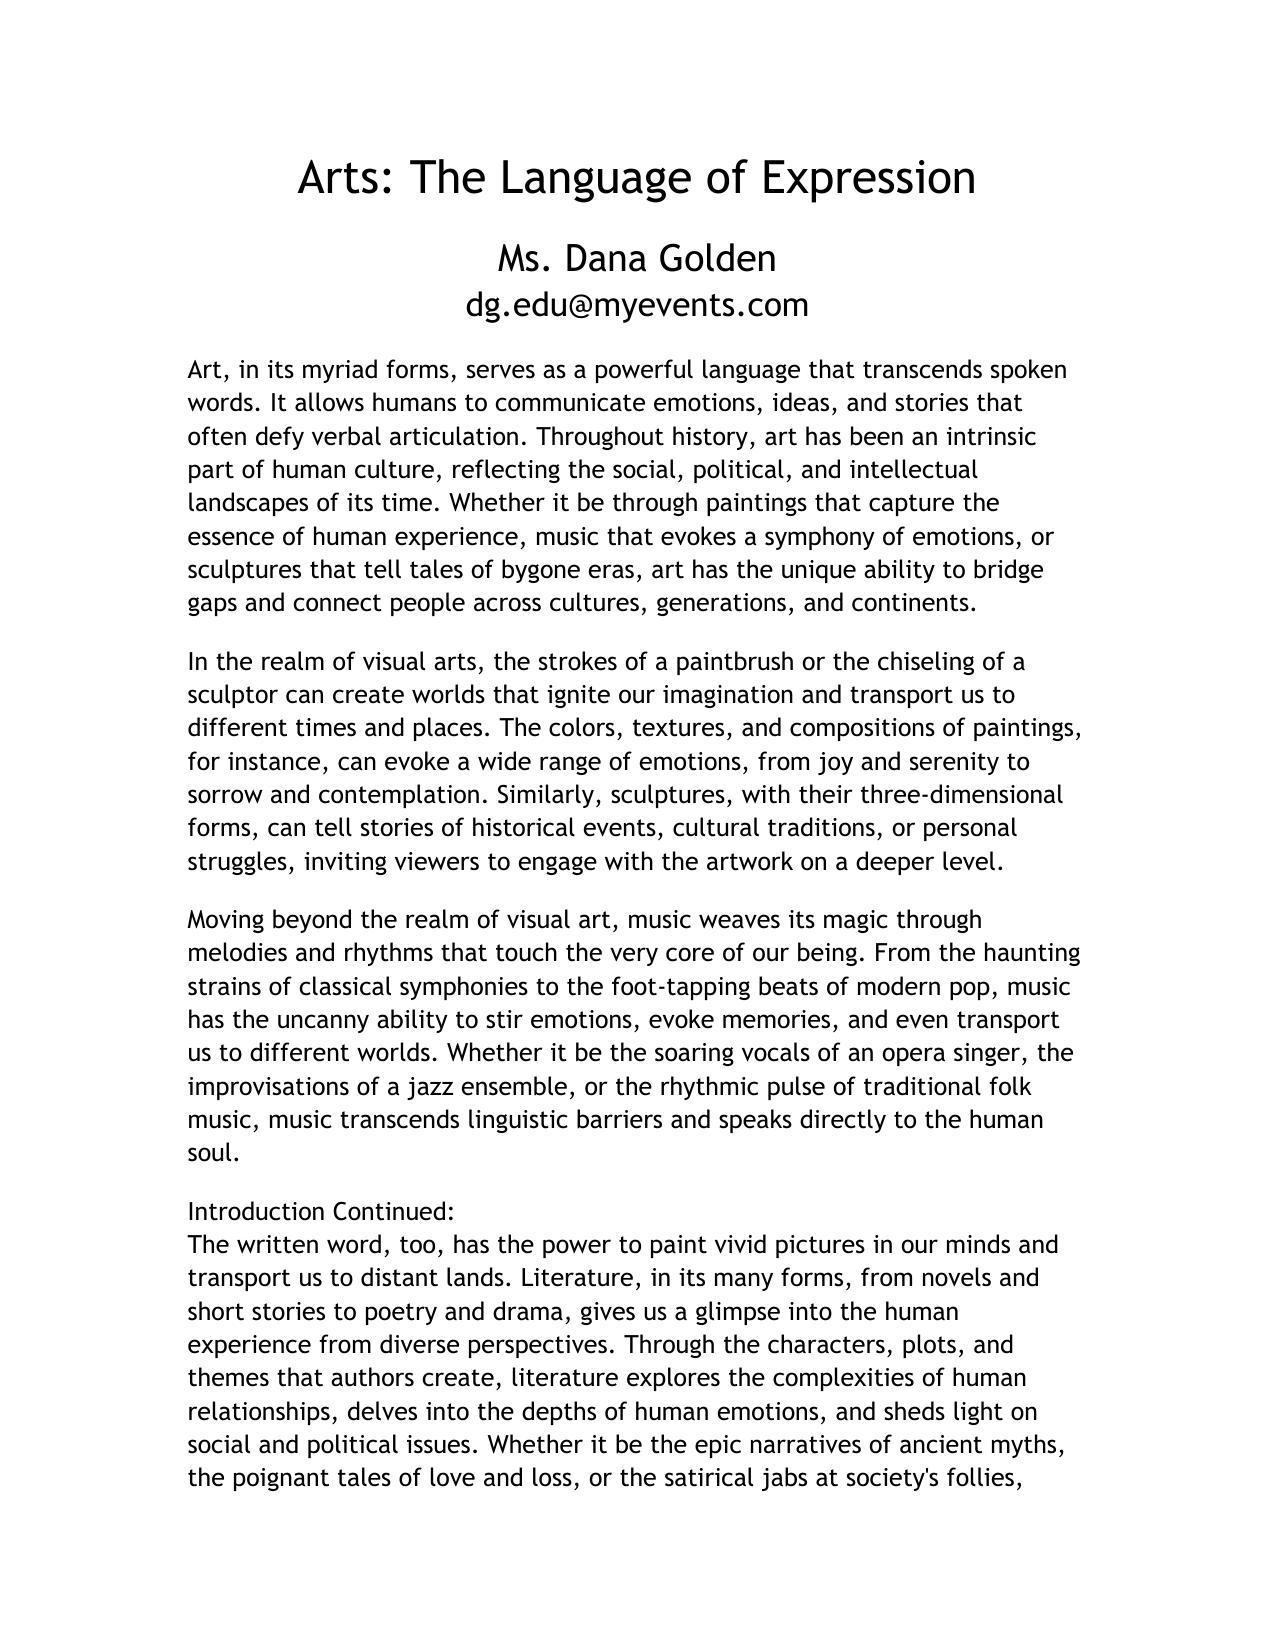 Arts: The Language of Expression
Ms. Dana Golden
dg.edu@myevents.com
Art, in its myriad forms, serves as a powerful language that transcends spoken
words. It allows humans to communicate emotions, ideas, and stories that
often defy verbal articulation. Throughout history, art has been an intrinsic
part of human culture, reflecting the social, political, and intellectual
landscapes of its time. Whether it be through paintings that capture the
essence of human experience, music that evokes a symphony of emotions, or
sculptures that tell tales of bygone eras, art has the unique ability to bridge
gaps and connect people across cultures, generations, and continents.
In the realm of visual arts, the strokes of a paintbrush or the chiseling of a
sculptor can create worlds that ignite our imagination and transport us to
different times and places. The colors, textures, and compositions of paintings,
for instance, can evoke a wide range of emotions, from joy and serenity to
sorrow and contemplation. Similarly, sculptures, with their three-dimensional
forms, can tell stories of historical events, cultural traditions, or personal
struggles, inviting viewers to engage with the artwork on a deeper level.
Moving beyond the realm of visual art, music weaves its magic through
melodies and rhythms that touch the very core of our being. From the haunting
strains of classical symphonies to the foot-tapping beats of modern pop, music
has the uncanny ability to stir emotions, evoke memories, and even transport
us to different worlds. Whether it be the soaring vocals of an opera singer, the
improvisations of a jazz ensemble, or the rhythmic pulse of traditional folk
music, music transcends linguistic barriers and speaks directly to the human
soul.
Introduction Continued:
The written word, too, has the power to paint vivid pictures in our minds and
transport us to distant lands. Literature, in its many forms, from novels and
short stories to poetry and drama, gives us a glimpse into the human
experience from diverse perspectives. Through the characters, plots, and
themes that authors create, literature explores the complexities of human
relationships, delves into the depths of human emotions, and sheds light on
social and political issues. Whether it be the epic narratives of ancient myths,
the poignant tales of love and loss, or the satirical jabs at society's follies,